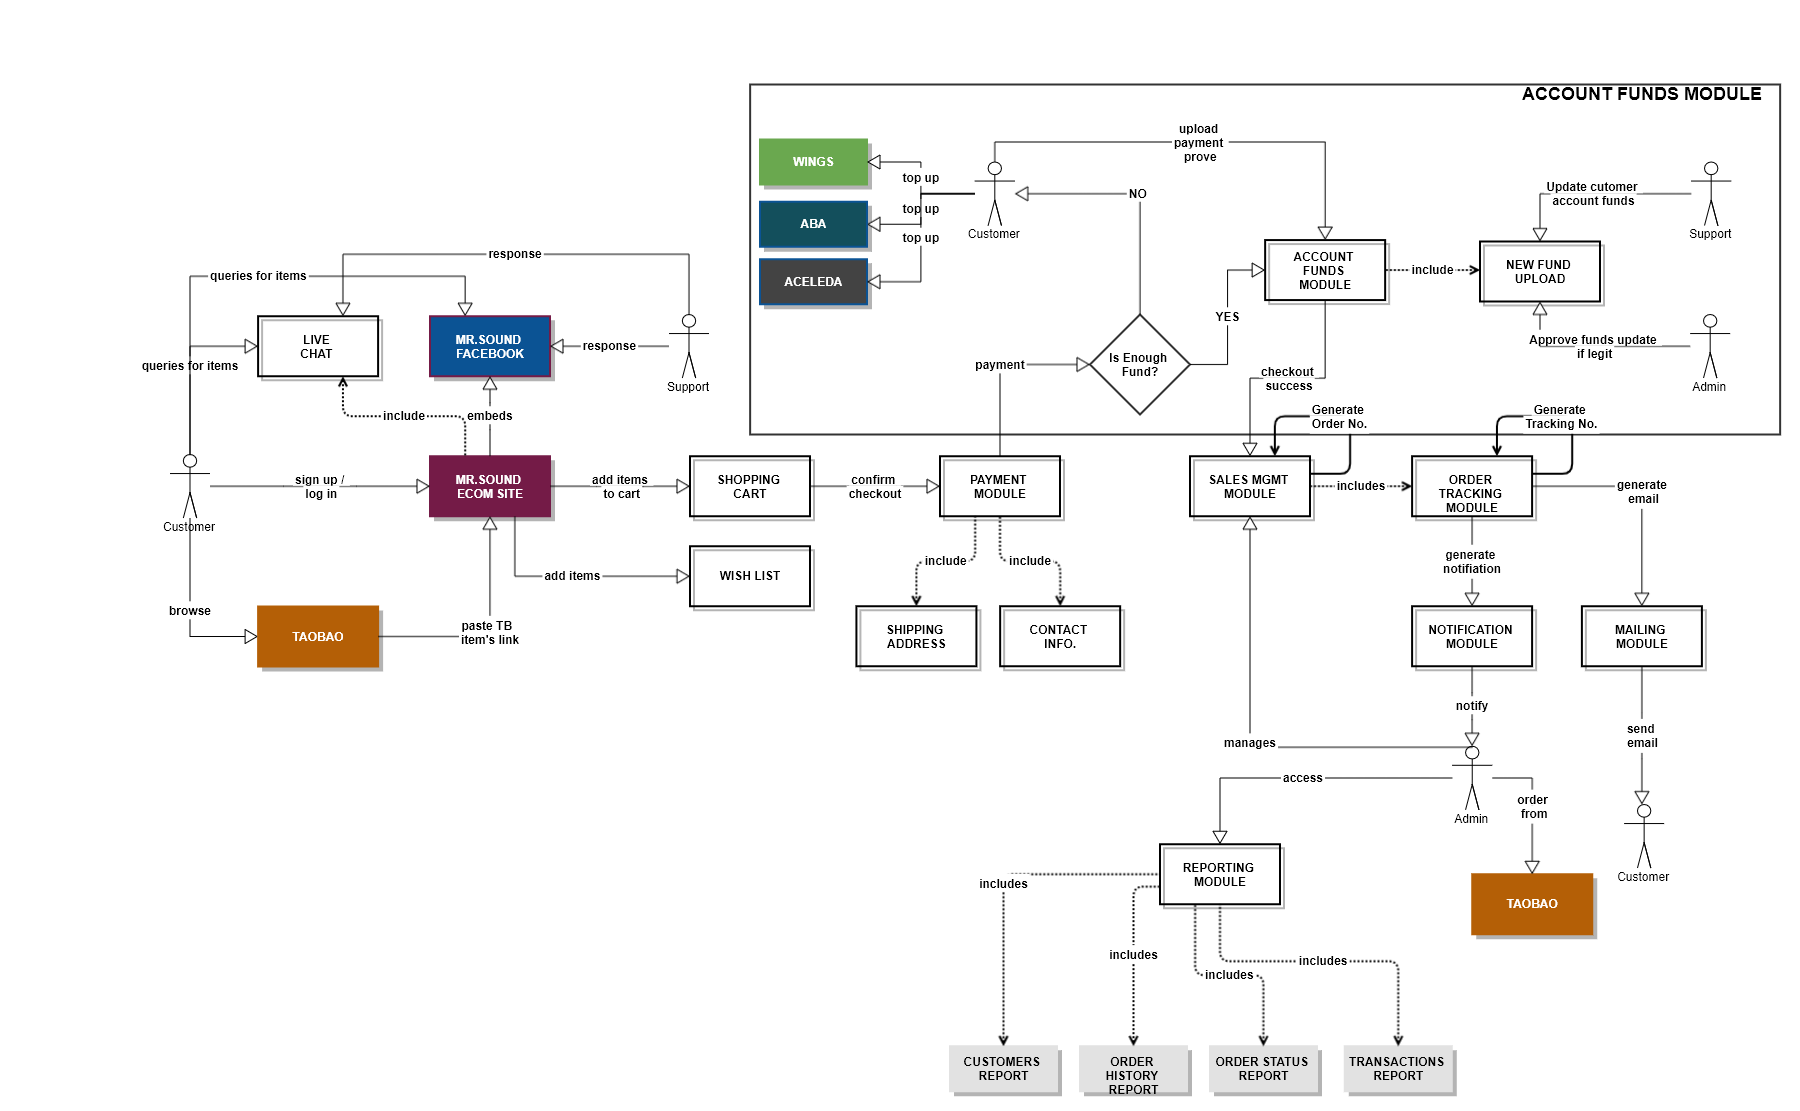 ACCOUNT FUNDS MODULE
upload
payment
prove
WINGS
top up
ABA
top up
ACELEDA
top up
Customer
NO
Update cutomer
account funds
Support
ACCOUNT
FUNDS
MODULE
include
NEW FUND
UPLOAD
YES
Is Enough
Fund?
payment
Approve funds update
if legit
Admin
checkout
success
Generate
Order No.
Generate
Tracking No.
response
queries for items
LIVE
CHAT
MR.SOUND
FACEBOOK
response
Support
queries for items
include
embeds
Customer
sign up /
log in
MR.SOUND
ECOM SITE
add items
to cart
SHOPPING
CART
confirm
checkout
PAYMENT
MODULE
SALES MGMT
MODULE
includes
ORDER
TRACKING
MODULE
generate
email
add items
WISH LIST
include
include
generate
notifiation
browse
TAOBAO
paste TB
item's link
SHIPPING
ADDRESS
CONTACT
INFO.
NOTIFICATION
MODULE
MAILING
MODULE
notify
send
email
manages
access
Admin
order
from
Customer
REPORTING
MODULE
TAOBAO
includes
includes
includes
includes
CUSTOMERS
REPORT
ORDER
HISTORY
REPORT
ORDER STATUS
REPORT
TRANSACTIONS
REPORT